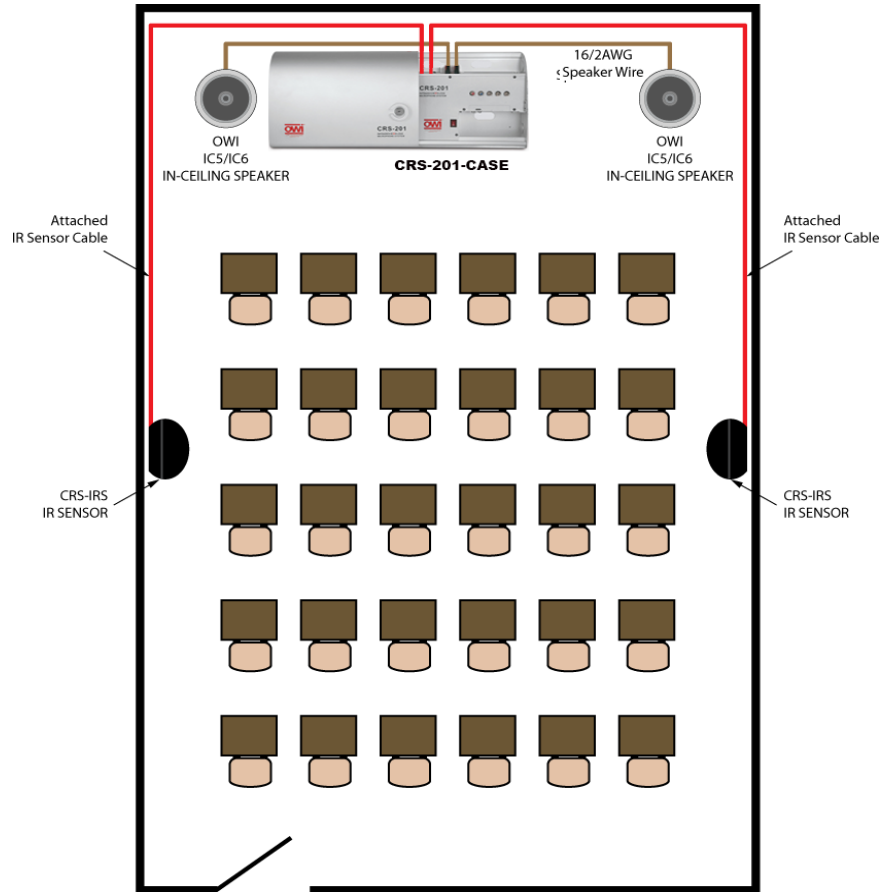 16/2AWG
Speaker Wire
CRS-201
OWI
CRS-201
OWI
CRS-201-CASE
OWI
IC5/IC6
IN-CEILING SPEAKER
OWI
IC5/IC6
IN-CEILING SPEAKER
Attached
IR Sensor Cable
Attached
IR Sensor Cable
CRS-IRS
IR SENSOR
CRS-IRS
IR SENSOR